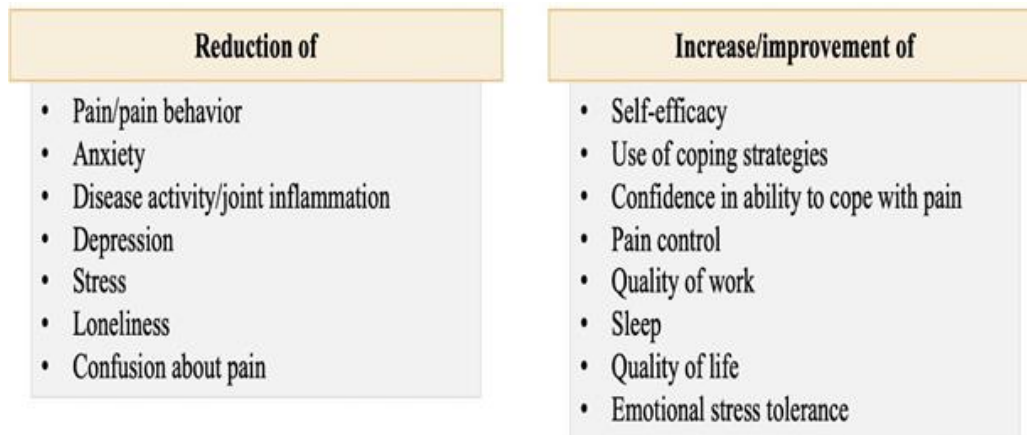 Reduction of
• Pain/pain behavior
• Anxiety
• Disease activity/joint inflammation
• Depression
• Stress
• Loneliness
• Confusion about pain
Increase/improvement of
• Self-efficacy
• Use of coping strategies
• Confidence in ability to cope with pain
• Pain control
• Quality of work
• Sleep
• Quality of life
• Emotional stress tolerance